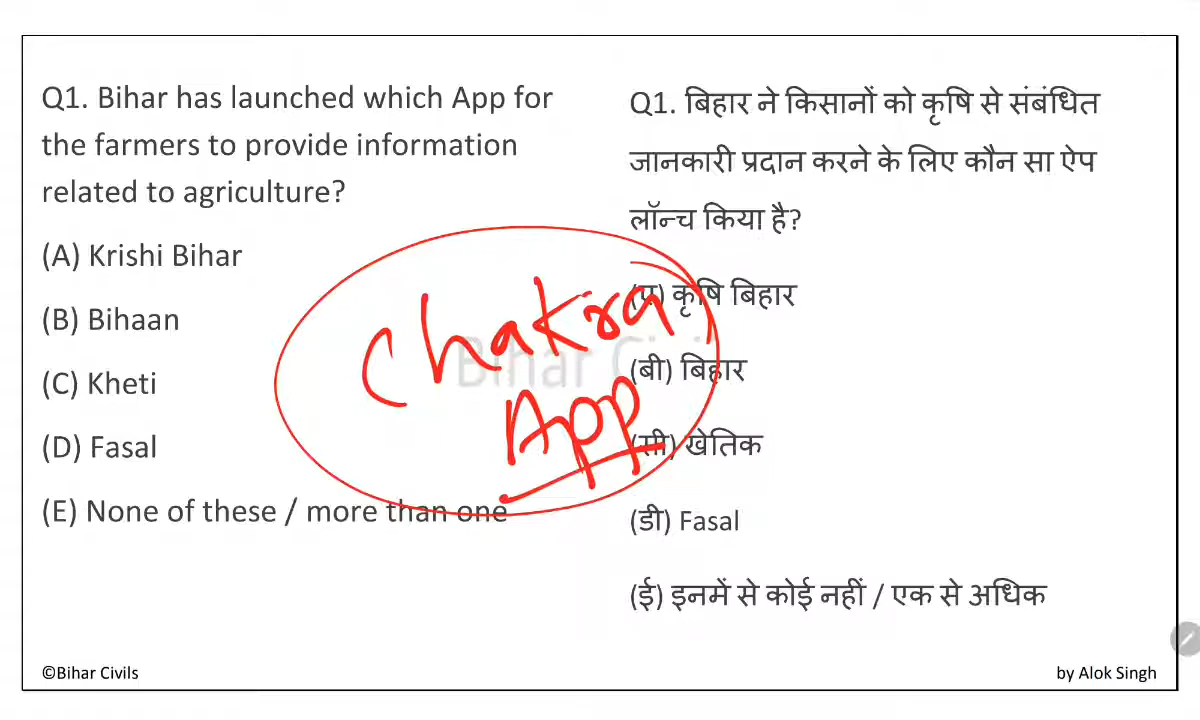 Q1. Bihar has launched which App for
the farmers to provide information
related to agriculture?
(A) Krishi Bihar
(B) Bihaan
(C) Kheti
(D) Fasal
(E) None of these / more than one
Q1. बिहार ने किसानों को कृषि से संबंधित
जानकारी प्रदान करने के लिए कौन सा ऐप
लॉन्च किया है?
(ए) कृषि बिहार
(बी) बिहार
(सी) खेतिक
(डी) Fasal
(ई) इनमें से कोई नहीं / एक से अधिक
Chakra
App
Bihar Civils
©Bihar Civils
by Alok Singh